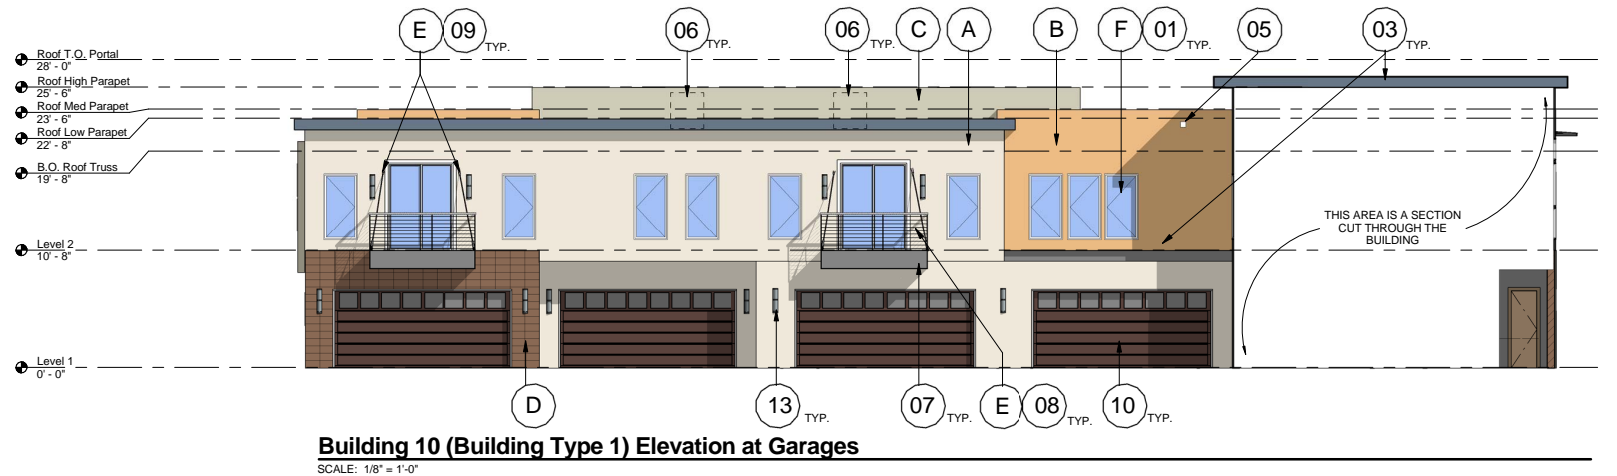 E 09 TYP.
06 TYP.
06 TYP.
C
A
B
F 01 TYP.
05
03 TYP.
Roof T.O. Portal
28' - 0"
Roof High Parapet
25' - 6"
Roof Med Parapet
23' - 6"
Roof Low Parapet
22' - 8"
B.O. Roof Truss
19' - 8"
THIS AREA IS A SECTION
CUT THROUGH THE
BUILDING
Level 2
10' - 8"
Level 1
0' - 0"
D
13 TYP.
07 TYP.
E 08 TYP.
10 TYP.
Building 10 (Building Type 1) Elevation at Garages
SCALE: 1/8" = 1'-0"